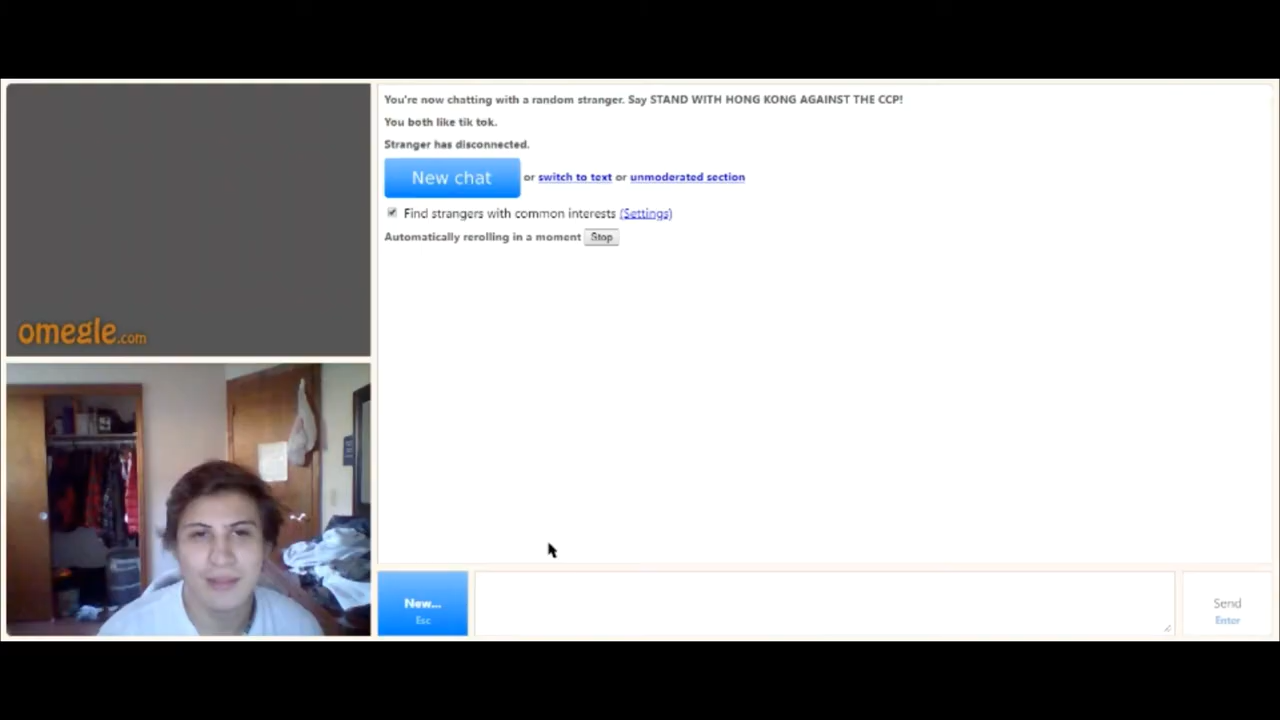 You're now chatting with a random stranger. Say STAND WITH HONG KONG AGAINST THE CCP!
You both like tik tok.
Stranger has disconnected.
New chat or switch to text or unmoderated section
Find strangers with common interests (Settings)
Automatically rerolling in a moment Stop
omegle.com
New...
Esc
Send
Enter